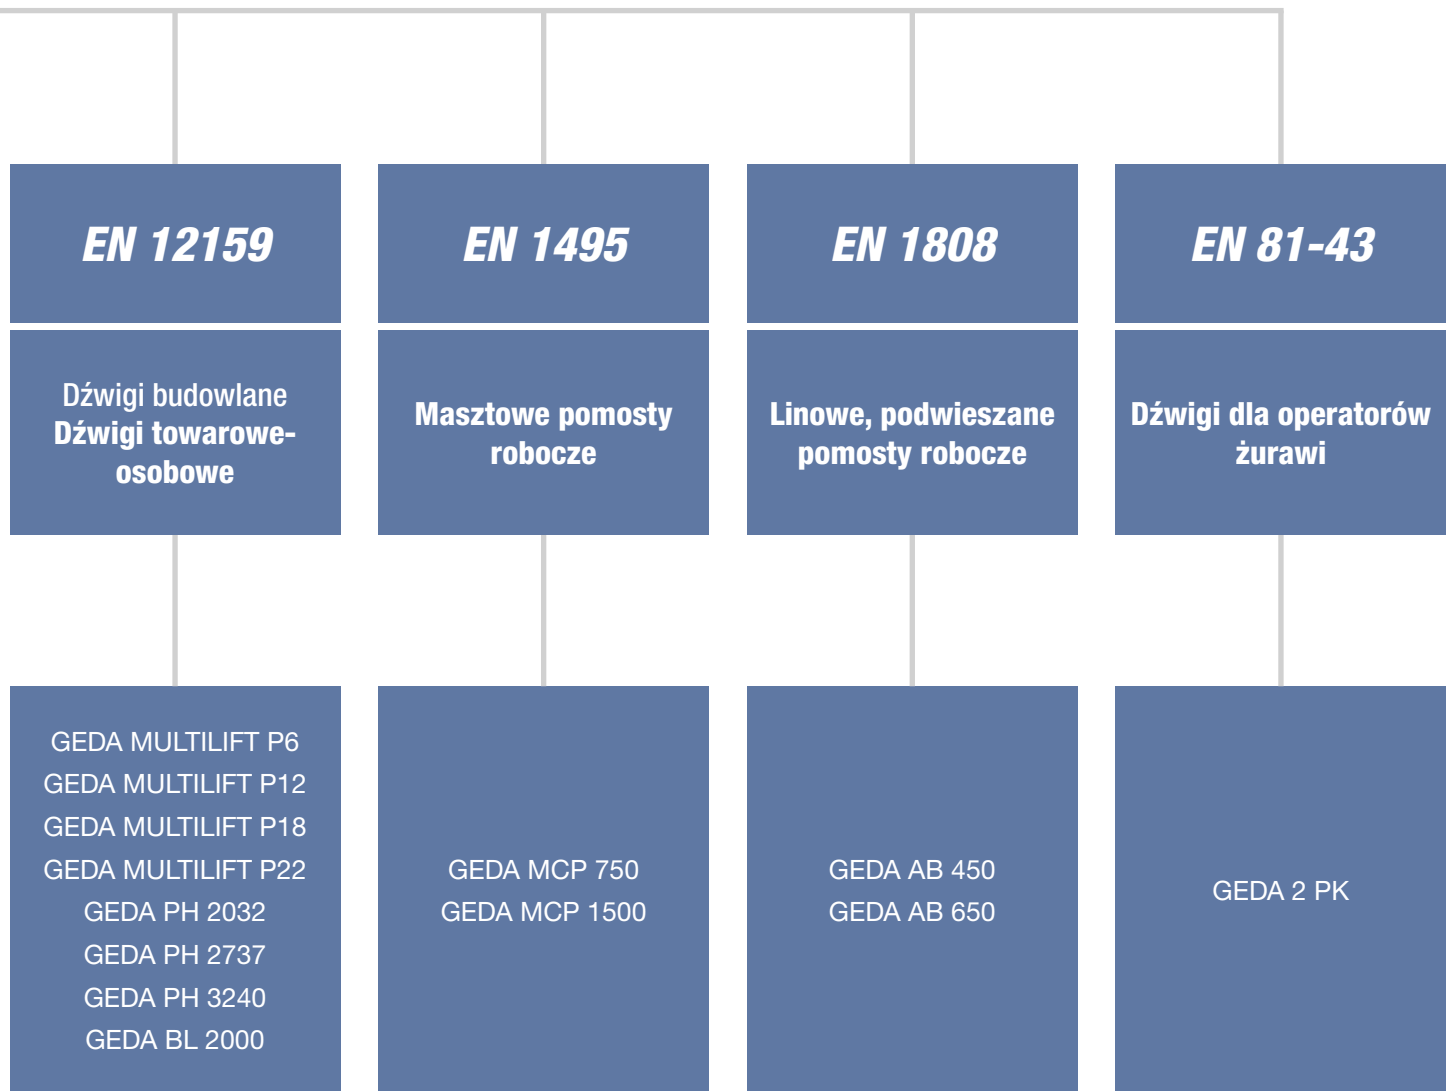 EN 12159
EN 1495
EN 1808
EN 81-43
Dźwigi budowlane
Dźwigi towarowe-
osobowe
Masztowe pomosty
robocze
Linowe, podwieszane
pomosty robocze
Dźwigi dla operatorów
żurawi
GEDA MULTILIFT P6
GEDA MULTILIFT P12
GEDA MULTILIFT P18
GEDA MULTILIFT P22
GEDA PH 2032
GEDA PH 2737
GEDA PH 3240
GEDA BL 2000
GEDA MCP 750
GEDA MCP 1500
GEDA AB 450
GEDA AB 650
GEDA 2 PK